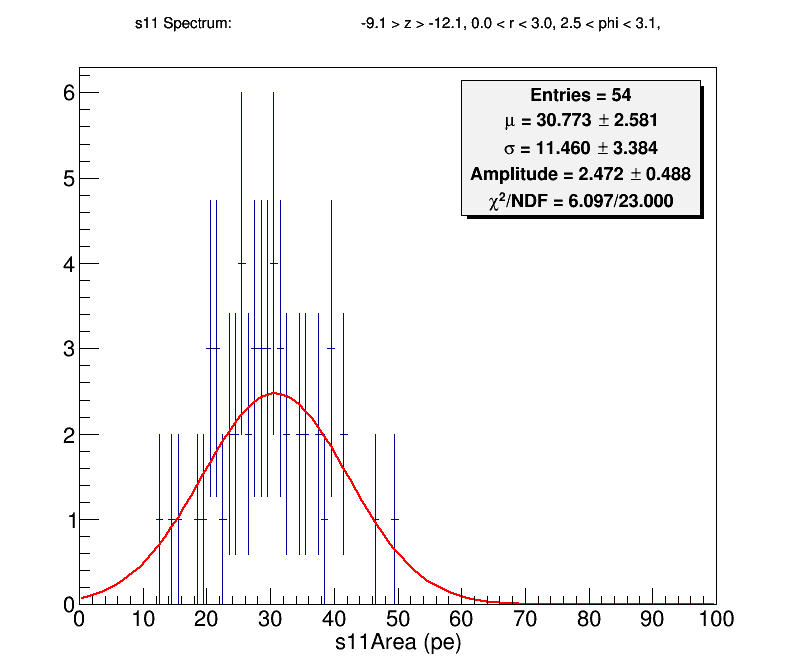 s11 Spectrum: -9.1 > z > -12.1, 0.0 < r < 3.0, 2.5 < phi < 3.1,
Entries = 54
μ = 30.773 ± 2.581
σ = 11.460 ± 3.384
Amplitude = 2.472 ± 0.488
χ²/NDF = 6.097/23.000
6
5
4
3
2
1
0
0 10 20 30 40 50 60 70 80 90 100
s11Area (pe)